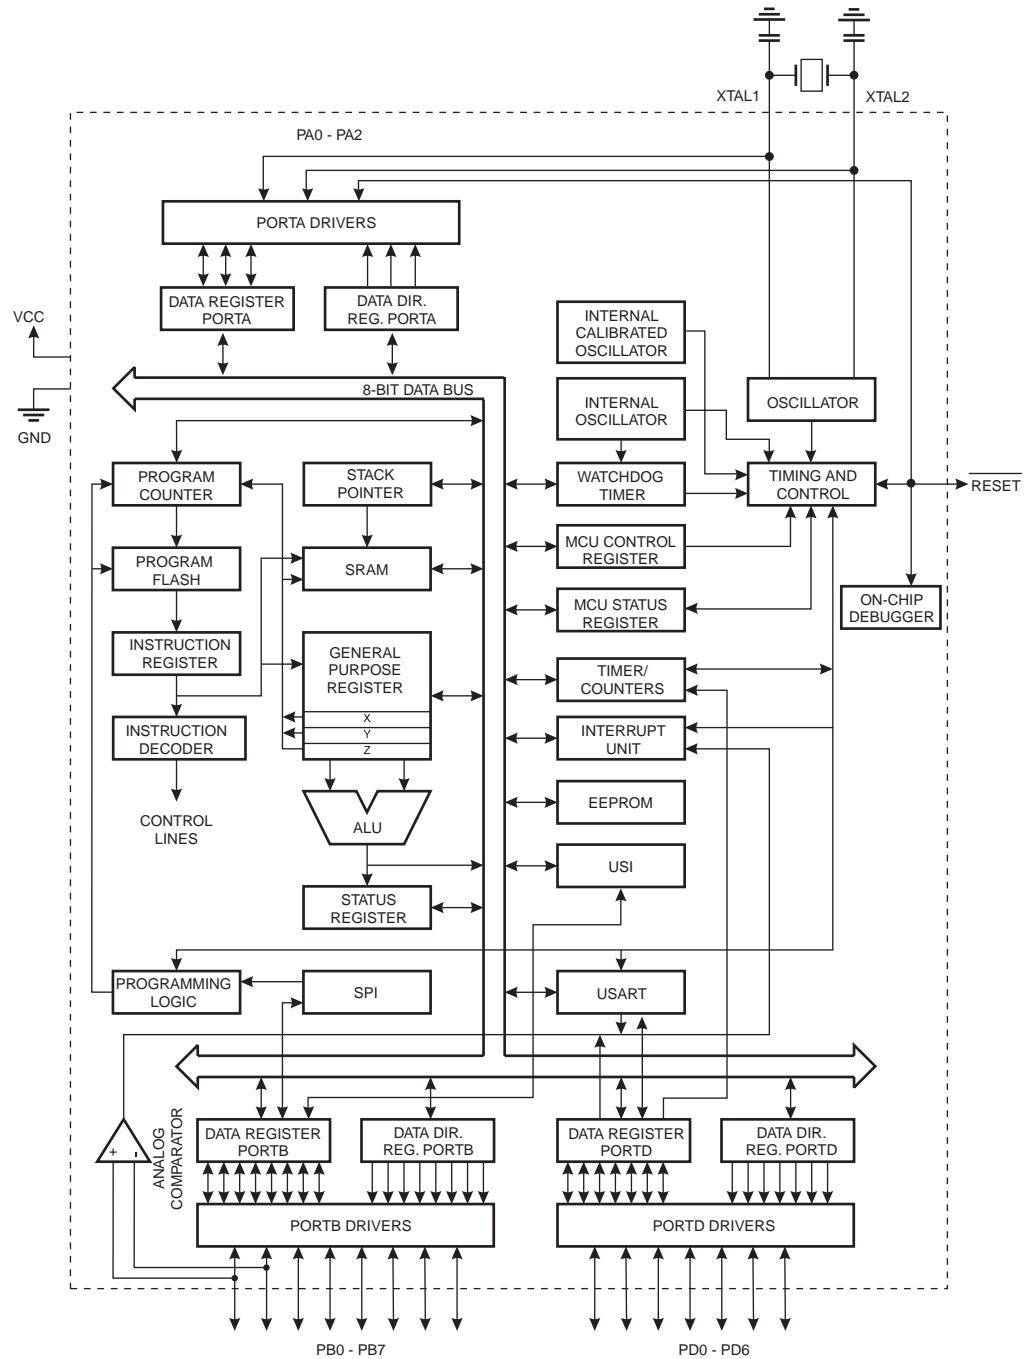 XTAL1
XTAL2
PA0 - PA2
PORTA DRIVERS
DATA REGISTER
PORTA
DATA DIR.
REG. PORTA
VCC
GND
INTERNAL
CALIBRATED
OSCILLATOR
8-BIT DATA BUS
INTERNAL
OSCILLATOR
OSCILLATOR
PROGRAM
COUNTER
STACK
POINTER
WATCHDOG
TIMER
TIMING AND
CONTROL
RESET
PROGRAM
FLASH
SRAM
MCU CONTROL
REGISTER
MCU STATUS
REGISTER
ON-CHIP
DEBUGGER
INSTRUCTION
REGISTER
GENERAL
PURPOSE
REGISTER
X
Y
Z
TIMER/
COUNTERS
INSTRUCTION
DECODER
INTERRUPT
UNIT
CONTROL
LINES
ALU
EEPROM
USI
STATUS
REGISTER
PROGRAMMING
LOGIC
SPI
USART
ANALOG
COMPARATOR
+
-
DATA REGISTER
PORTB
DATA DIR.
REG. PORTB
DATA REGISTER
PORTD
DATA DIR.
REG. PORTD
PORTB DRIVERS
PORTD DRIVERS
PB0 - PB7
PD0 - PD6